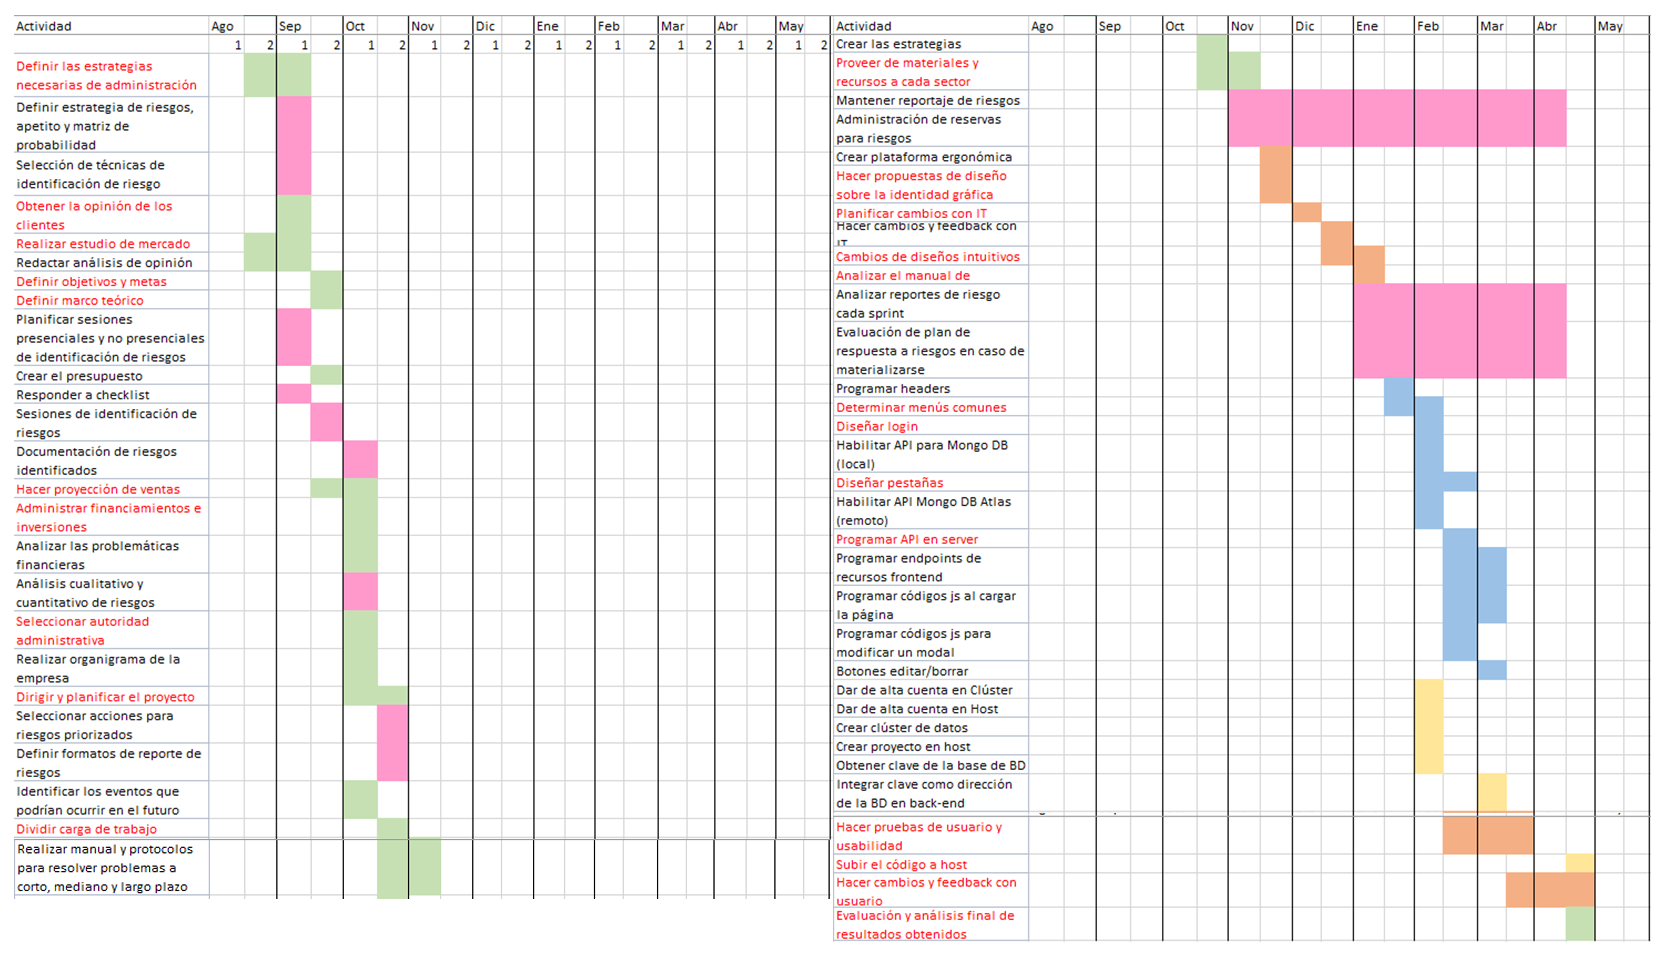 Actividad Ago Sep Oct Nov Dic Ene Feb Mar Abr May
1 2 1 2 1 2 1 2 1 2 1 2 1 2 1 2 1 2 1 2
Definir las estrategias
necesarias de administración
Definir estrategia de riesgos,
apetito y matriz de
probabilidad
Selección de técnicas de
identificación de riesgo
Obtener la opinión de los
clientes
Realizar estudio de mercado
Redactar análisis de opinión
Definir objetivos y metas
Definir marco teórico
Planificar sesiones
presenciales y no presenciales
de identificación de riesgos
Crear el presupuesto
Responder a checklist
Sesiones de identificación de
riesgos
Documentación de riesgos
identificados
Hacer proyección de ventas
Administrar financiamientos e
inversiones
Analizar las problemáticas
financieras
Análisis cualitativo y
cuantitativo de riesgos
Seleccionar autoridad
administrativa
Realizar organigrama de la
empresa
Dirigir y planificar el proyecto
Seleccionar acciones para
riesgos priorizados
Definir formatos de reporte de
riesgos
Identificar los eventos que
podrían ocurrir en el futuro
Dividir carga de trabajo
Realizar manual y protocolos
para resolver problemas a
corto, mediano y largo plazo
Actividad Ago Sep Oct Nov Dic Ene Feb Mar Abr May
Crear las estrategias
Proveer de materiales y
recursos a cada sector
Mantener reportaje de riesgos
Administración de reservas
para riesgos
Crear plataforma ergonómica
Hacer propuestas de diseño
sobre la identidad gráfica
Planificar cambios con IT
Hacer cambios y feedback con
IT
Cambios de diseños intuitivos
Analizar el manual de
Analizar reportes de riesgo
cada sprint
Evaluación de plan de
respuesta a riesgos en caso de
materializarse
Programar headers
Determinar menús comunes
Diseñar login
Habilitar API para Mongo DB
(local)
Diseñar pestañas
Habilitar API Mongo DB Atlas
(remoto)
Programar API en server
Programar endpoints de
recursos frontend
Programar códigos js al cargar
la página
Programar códigos js para
modificar un modal
Botones editar/borrar
Dar de alta cuenta en Clúster
Dar de alta cuenta en Host
Crear clúster de datos
Crear proyecto en host
Obtener clave de la base de BD
Integrar clave como dirección
de la BD en back-end
Hacer pruebas de usuario y
usabilidad
Subir el código a host
Hacer cambios y feedback con
usuario
Evaluación y análisis final de
resultados obtenidos